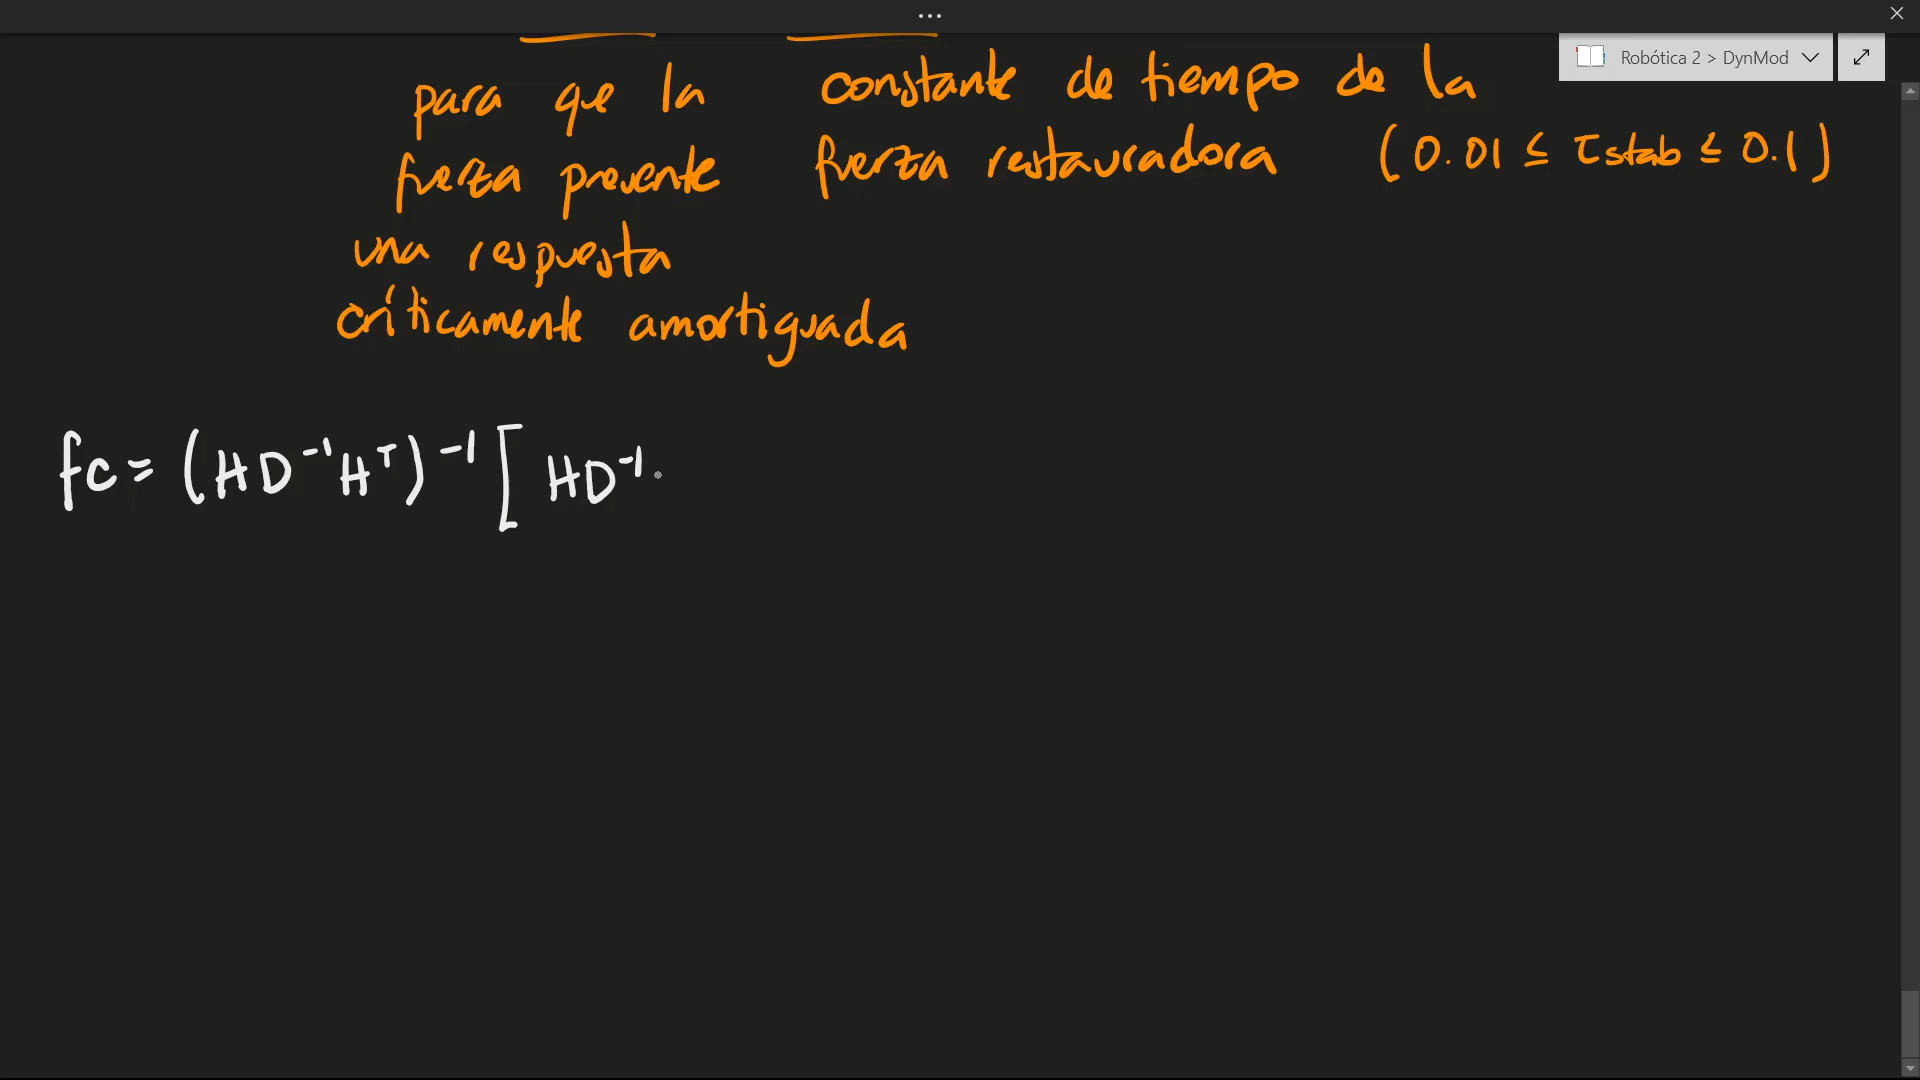 Robótica 2 > DynMod
para que la
fuerza presente
una respuesta
críticamente amortiguada
constante de tiempo de la
fuerza restauradora (0.01 ≤ τstab ≤ 0.1)
fc = (HD⁻¹Hᵀ)⁻¹ [ HD⁻¹